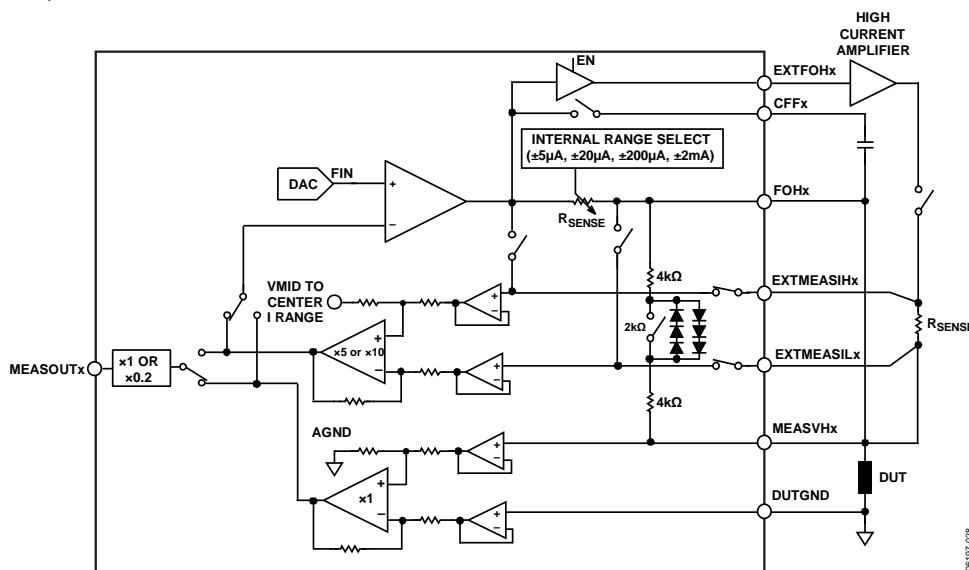 HIGH
CURRENT
AMPLIFIER
EN
EXTFOHx
CFFx
INTERNAL RANGE SELECT
(±5µA, ±20µA, ±200µA, ±2mA)
DAC
FIN
+
–
FOHx
RSENSE
4kΩ
EXTMEASIHx
VMID TO
CENTER
I RANGE
+
–
2kΩ
RSENSE
+
×5 or ×10
–
EXTMEASILx
MEASOUTx
×1 OR
×0.2
+
–
4kΩ
AGND
MEASVHx
+
–
+
×1
–
DUT
DUTGND
+
–
06197-028